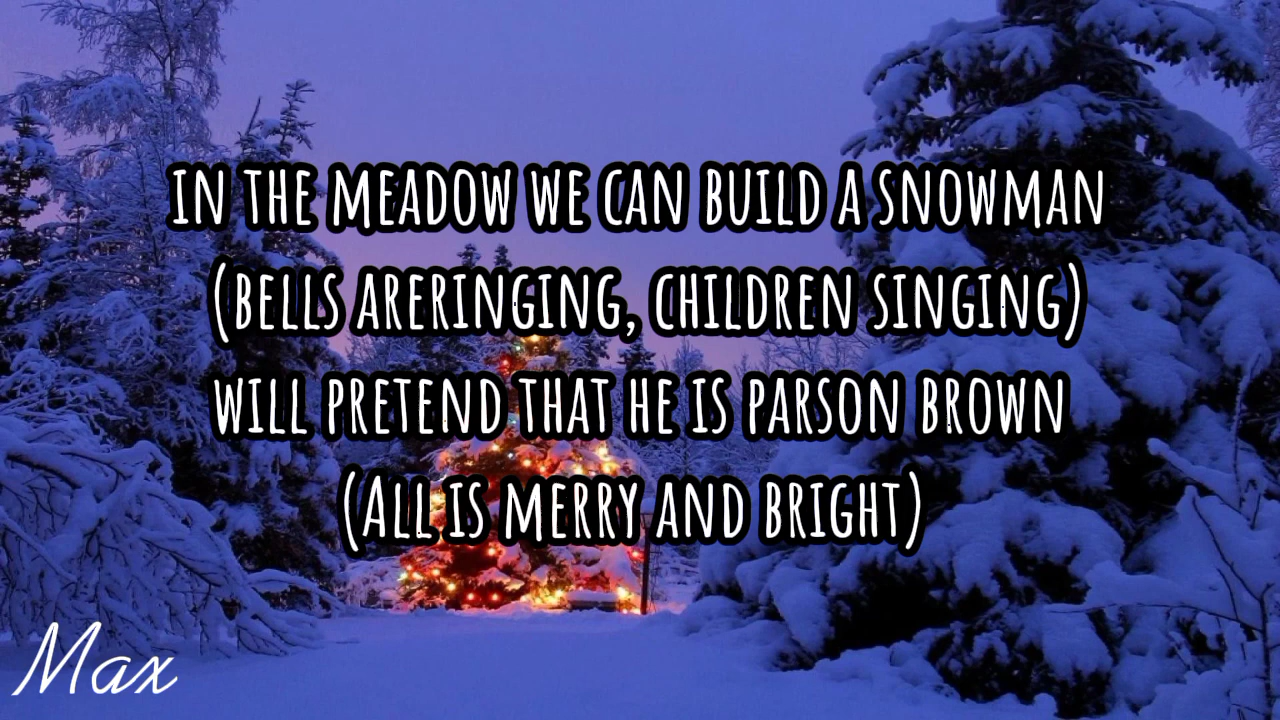 IN THE MEADOW WE CAN BUILD A SNOWMAN
(BELLS ARERINGING, CHILDREN SINGING)
WILL PRETEND THAT HE IS PARSON BROWN
(ALL IS MERRY AND BRIGHT)
Max